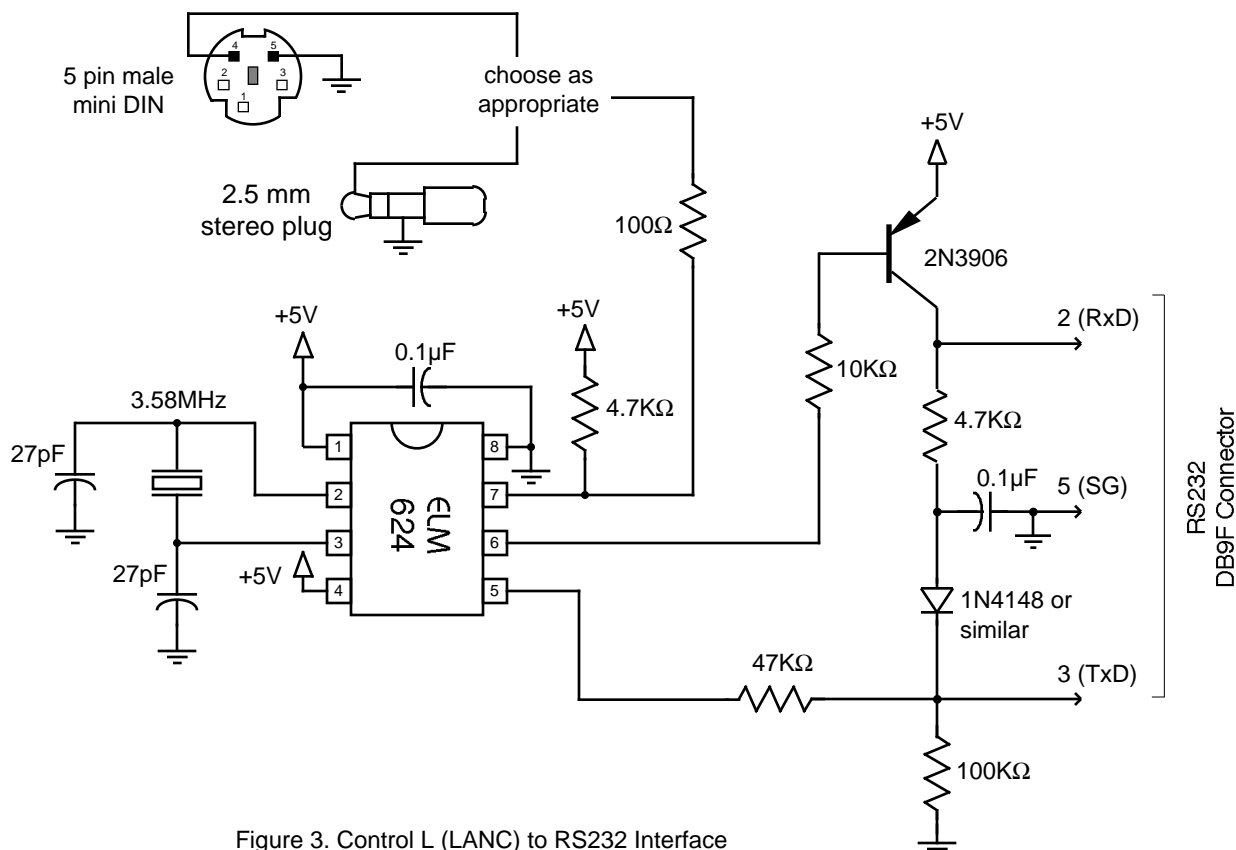 4
5
2
3
1
5 pin male
mini DIN
choose as
appropriate
2.5 mm
stereo plug
100Ω
+5V
2N3906
2 (RxD)
+5V
0.1µF
+5V
4.7KΩ
10KΩ
4.7KΩ
3.58MHz
27pF
1
8
2
7
3
6
4
5
ELM
624
0.1µF
5 (SG)
RS232
DB9F Connector
27pF
+5V
1N4148 or
similar
47KΩ
3 (TxD)
100KΩ
Figure 3. Control L (LANC) to RS232 Interface